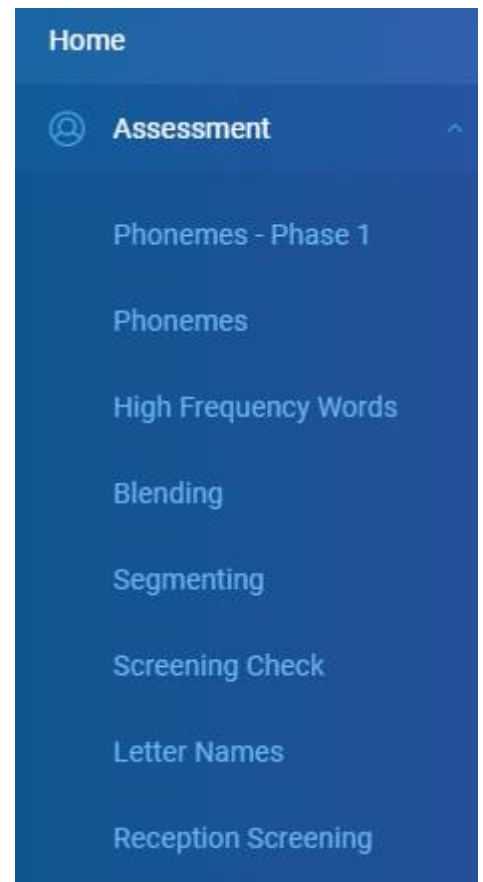 Home
Assessment
Phonemes - Phase 1
Phonemes
High Frequency Words
Blending
Segmenting
Screening Check
Letter Names
Reception Screening